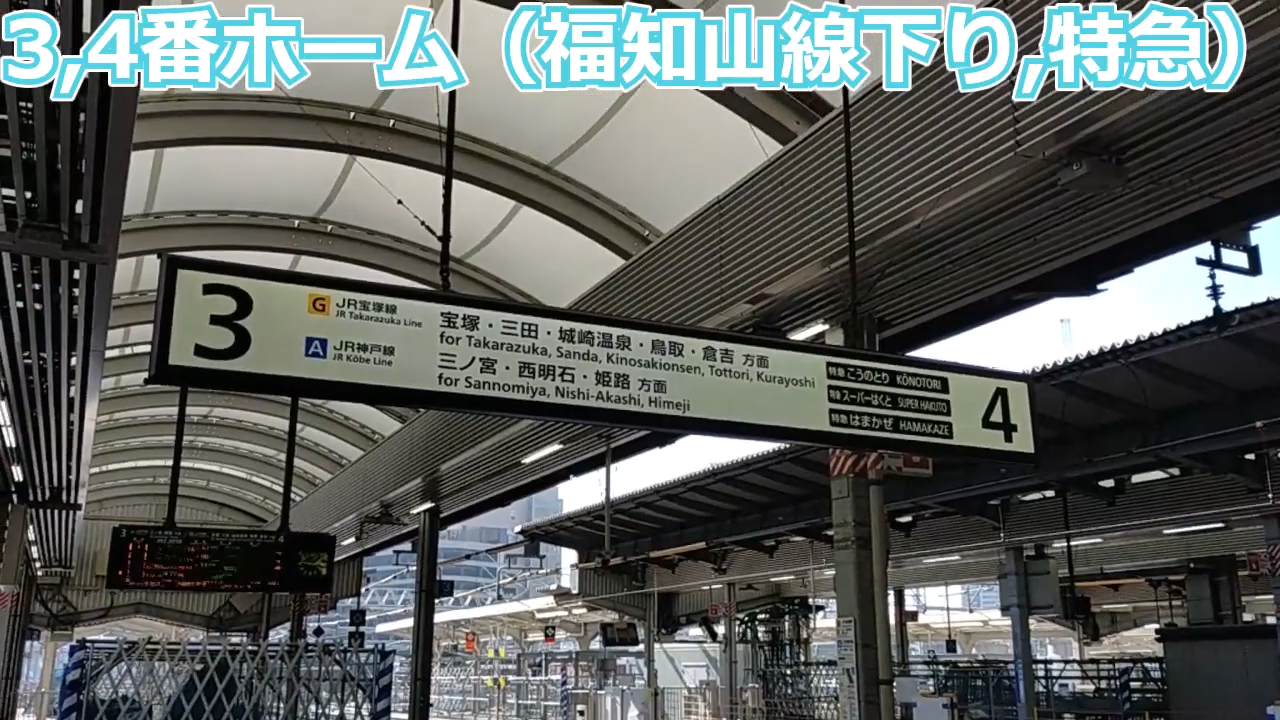 3,4番ホーム（福知山線下り,特急）
3
G JR宝塚線
JR Takarazuka Line
A JR神戸線
JR Kōbe Line
宝塚・三田・城崎温泉・鳥取・倉吉 方面
for Takarazuka, Sanda, Kinosakionsen, Tottori, Kurayoshi
三ノ宮・西明石・姫路 方面
for Sannomiya, Nishi-Akashi, Himeji
特急 こうのとり KŌNOTORI
特急 スーパーはくと SUPER HAKUTO
特急 はまかぜ HAMAKAZE
4